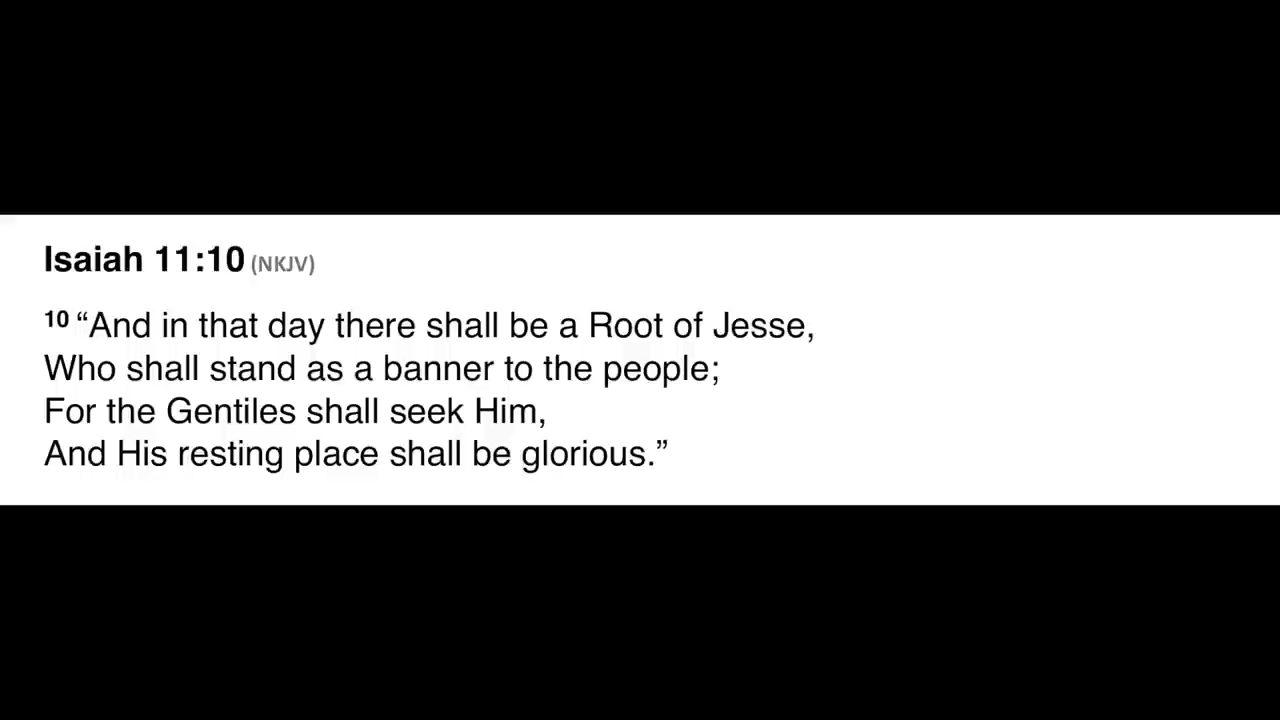 Isaiah 11:10 (NKJV)
10 “And in that day there shall be a Root of Jesse,
Who shall stand as a banner to the people;
For the Gentiles shall seek Him,
And His resting place shall be glorious.”